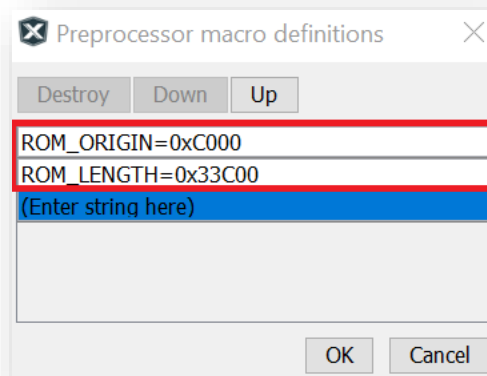 Preprocessor macro definitions
Destroy Down Up
ROM_ORIGIN=0xC000
ROM_LENGTH=0x33C00
(Enter string here)
OK Cancel